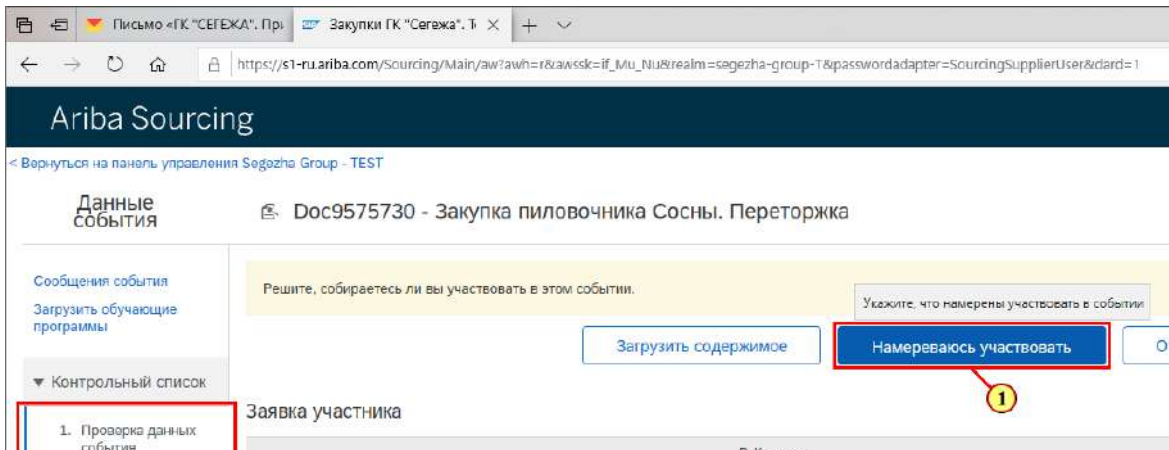 Письмо «ГК "СЕГЕЖА". При
Закупки ГК "Сегежа". Т
https://s1-ru.ariba.com/Sourcing/Main/aw?awh=r&awssk=if_Mu_Nu&realm=segezha-group-T&passwordadapter=SourcingSupplierUser&dard=1
Ariba Sourcing
< Вернуться на панель управления Segezha Group - TEST
Данные
события
Doc9575730 - Закупка пиловочника Сосны. Переторжка
Сообщения события
Загрузить обучающие
программы
Решите, собираетесь ли вы участвовать в этом событии.
Укажите, что намерены участвовать в событии
Загрузить содержимое
Намереваюсь участвовать
О
▼ Контрольный список
1
Заявка участника
1. Проверка данных
события